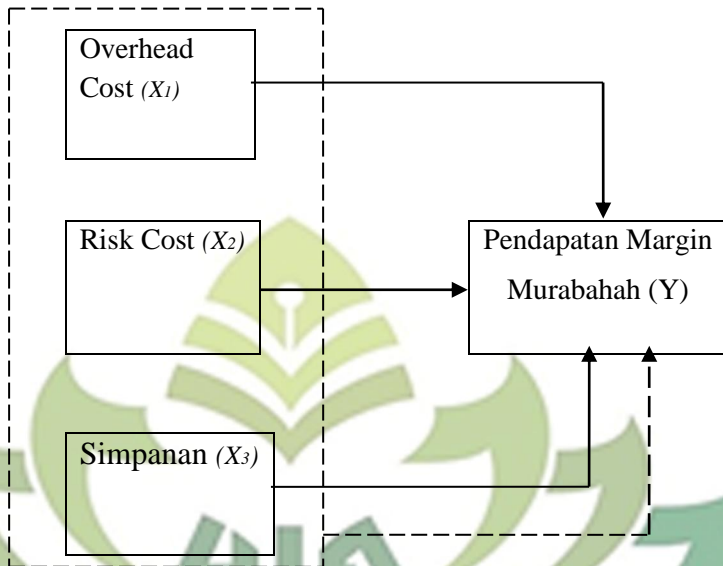 Overhead
Cost (X1)
Risk Cost (X2)
Pendapatan Margin
Murabahah (Y)
Simpanan (X3)